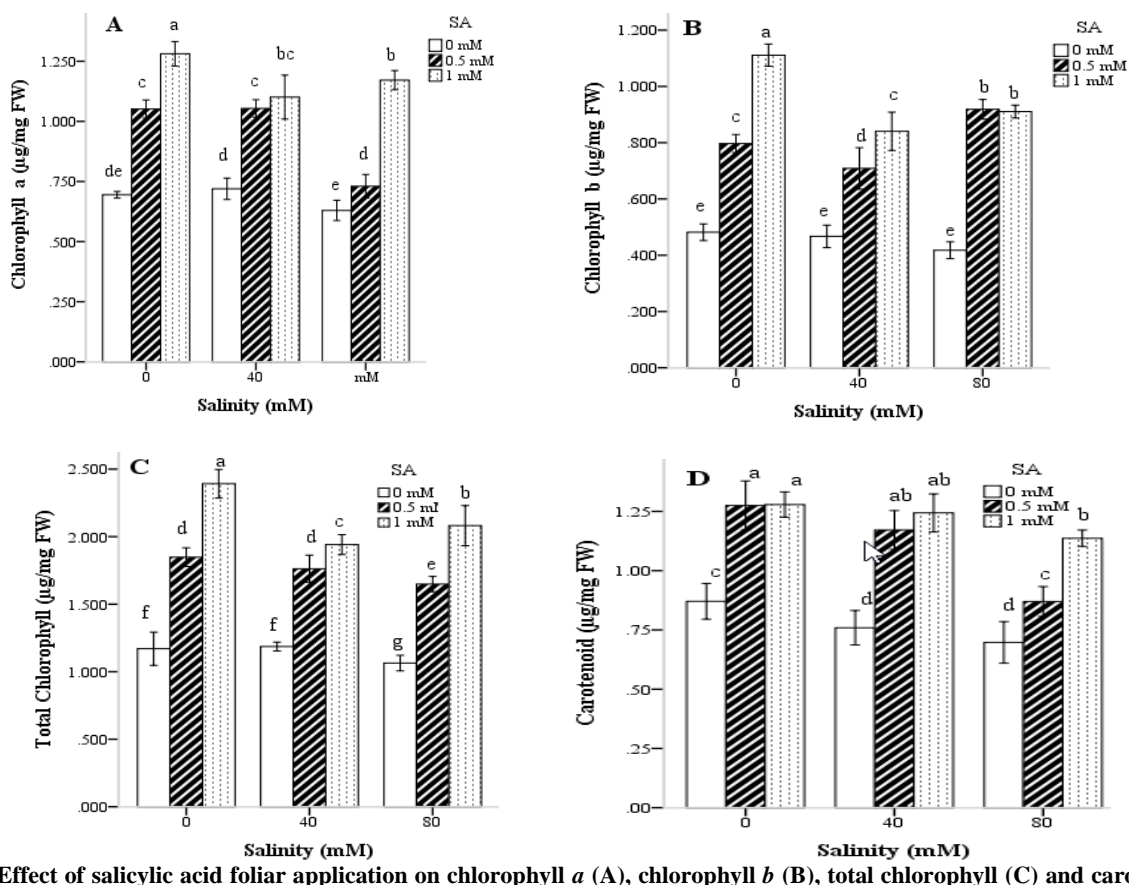 A
SA
0 mM
0.5 mM
1 mM
Chlorophyll a (µg/mg FW)
1.250
1.000
0.750
.500
.250
.000
de
c
a
d
c
bc
e
d
b
0
40
mM
Salinity (mM)
B
SA
0 mM
0.5 mM
1 mM
Chlorophyll b (µg/mg FW)
1.200
1.000
.800
.600
.400
.200
.000
e
c
a
e
d
c
e
b
b
0
40
80
Salinity (mM)
C
SA
0 mM
0.5 ml
1 mM
Total Chlorophyll (µg/mg FW)
2.500
2.000
1.500
1.000
.500
.000
f
d
a
f
d
c
g
e
b
0
40
80
Salinity (mM)
D
SA
0 mM
0.5 mM
1 mM
Carotenoid (µg/mg FW)
1.25
1.00
.75
.50
.25
.00
c
a
a
d
ab
ab
d
c
b
0
40
80
Salinity (mM)
Effect of salicylic acid foliar application on chlorophyll a (A), chlorophyll b (B), total chlorophyll (C) and caro